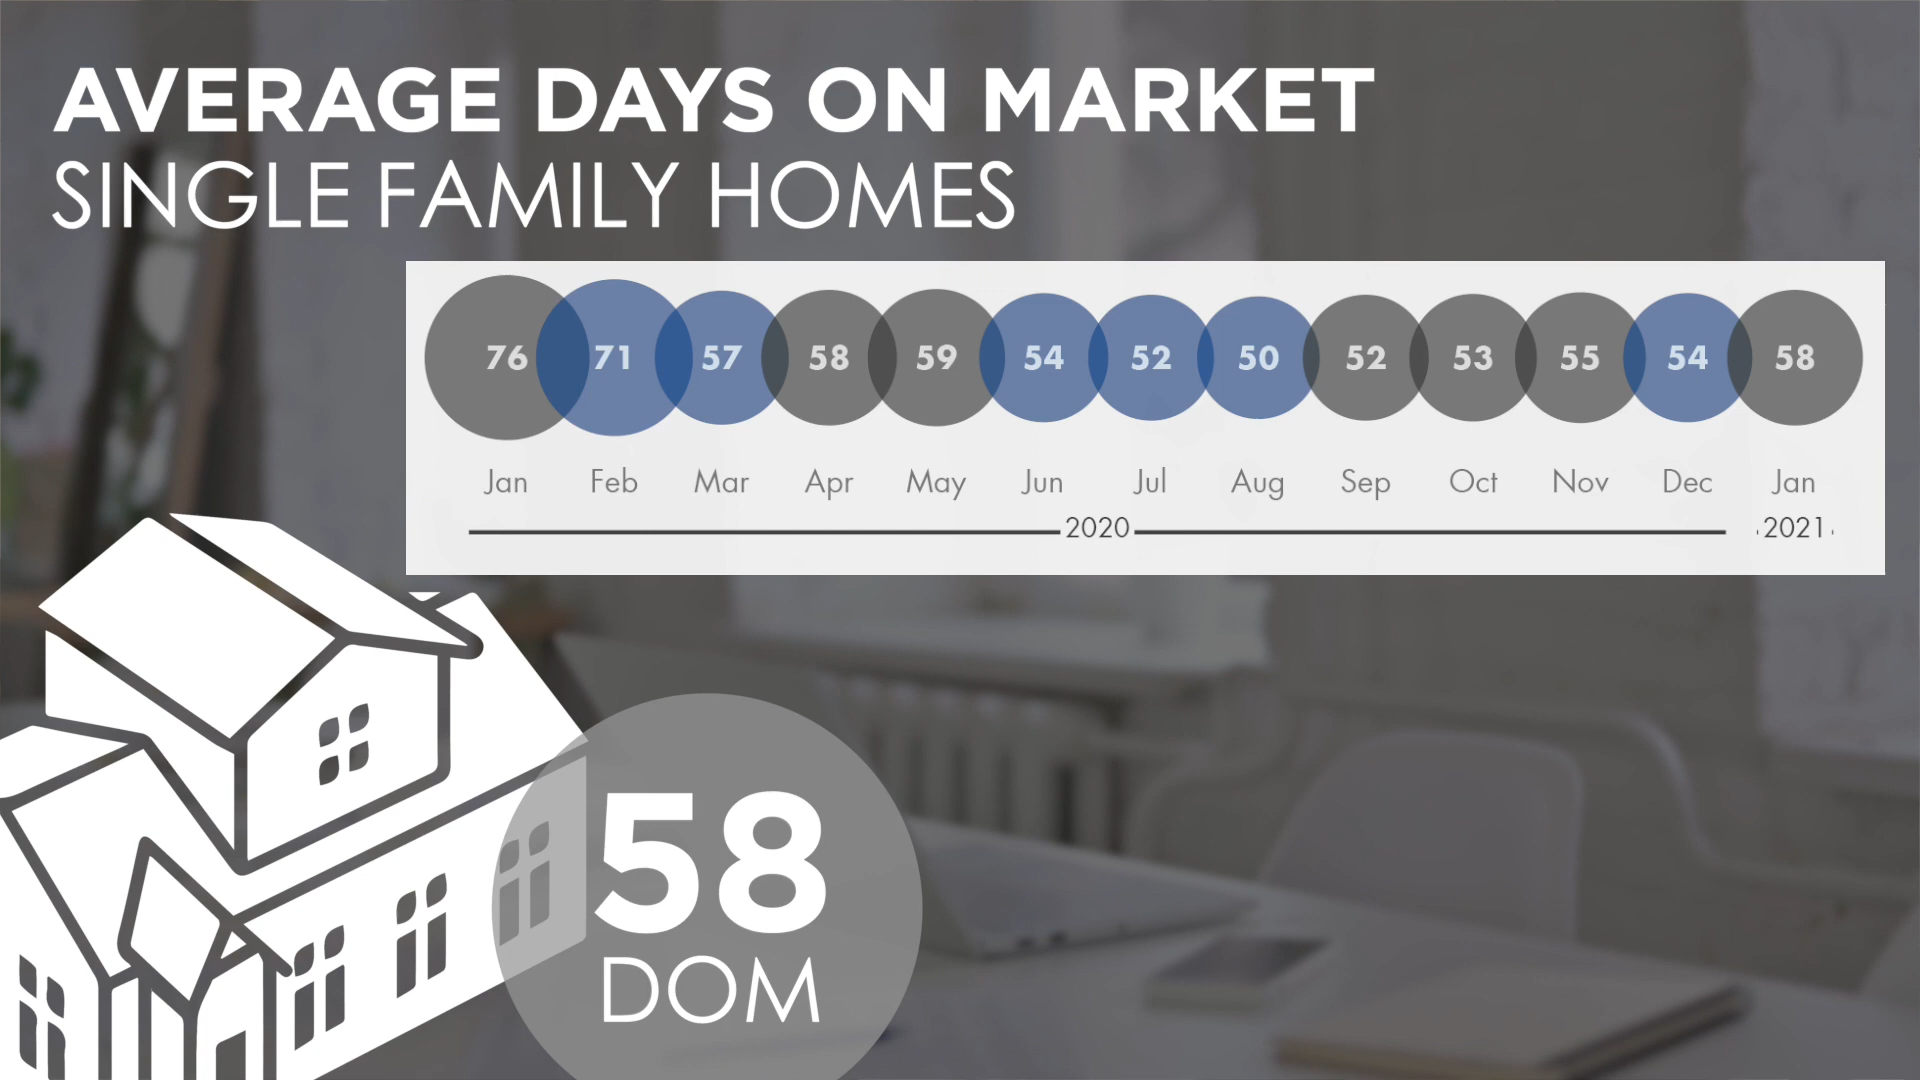 AVERAGE DAYS ON MARKET
SINGLE FAMILY HOMES
76 71 57 58 59 54 52 50 52 53 55 54 58
Jan Feb Mar Apr May Jun Jul Aug Sep Oct Nov Dec Jan
2020 2021
58
DOM